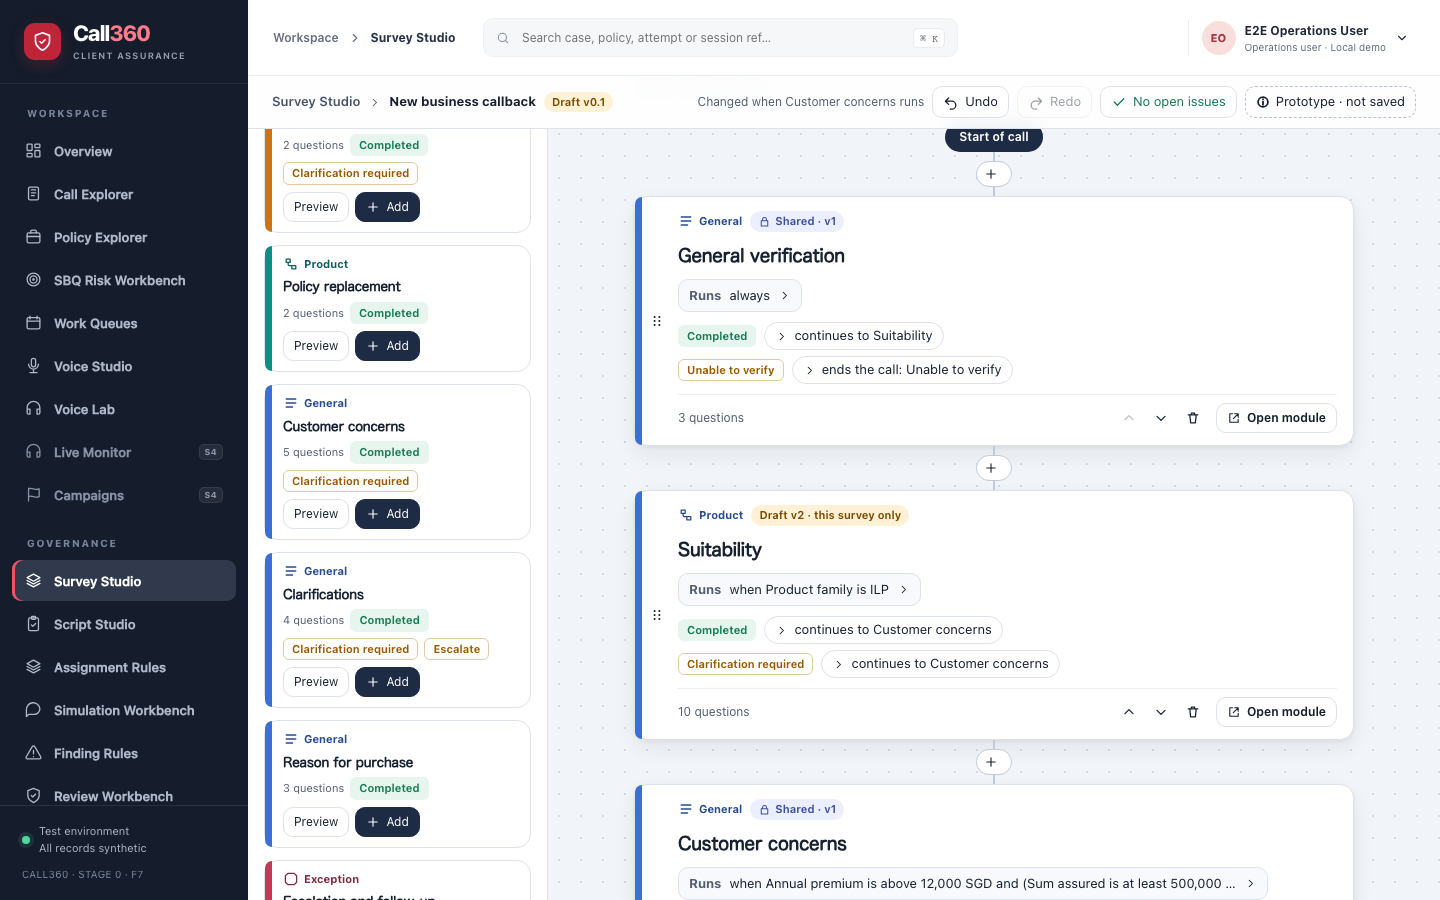 Call360
CLIENT ASSURANCE
WORKSPACE
Overview
Call Explorer
Policy Explorer
SBQ Risk Workbench
Work Queues
Voice Studio
Voice Lab
Live Monitor S4
Campaigns S4
GOVERNANCE
Survey Studio
Script Studio
Assignment Rules
Simulation Workbench
Finding Rules
Review Workbench
Test environment
All records synthetic
CALL360 · STAGE 0 · F7
Workspace > Survey Studio
Search case, policy, attempt or session ref...
⌘ K
EO
E2E Operations User
Operations user · Local demo
Survey Studio > New business callback Draft v0.1
Changed when Customer concerns runs
Undo
Redo
No open issues
Prototype · not saved
2 questions Completed
Clarification required
Preview + Add
Product
Policy replacement
2 questions Completed
Preview + Add
General
Customer concerns
5 questions Completed
Clarification required
Preview + Add
General
Clarifications
4 questions Completed
Clarification required Escalate
Preview + Add
General
Reason for purchase
3 questions Completed
Preview + Add
Exception
Escalation and follow-up
Start of call
+
General Shared · v1
General verification
Runs always >
Completed > continues to Suitability
Unable to verify > ends the call: Unable to verify
3 questions
Open module
+
Product Draft v2 · this survey only
Suitability
Runs when Product family is ILP >
Completed > continues to Customer concerns
Clarification required > continues to Customer concerns
10 questions
Open module
+
General Shared · v1
Customer concerns
Runs when Annual premium is above 12,000 SGD and (Sum assured is at least 500,000 ... >